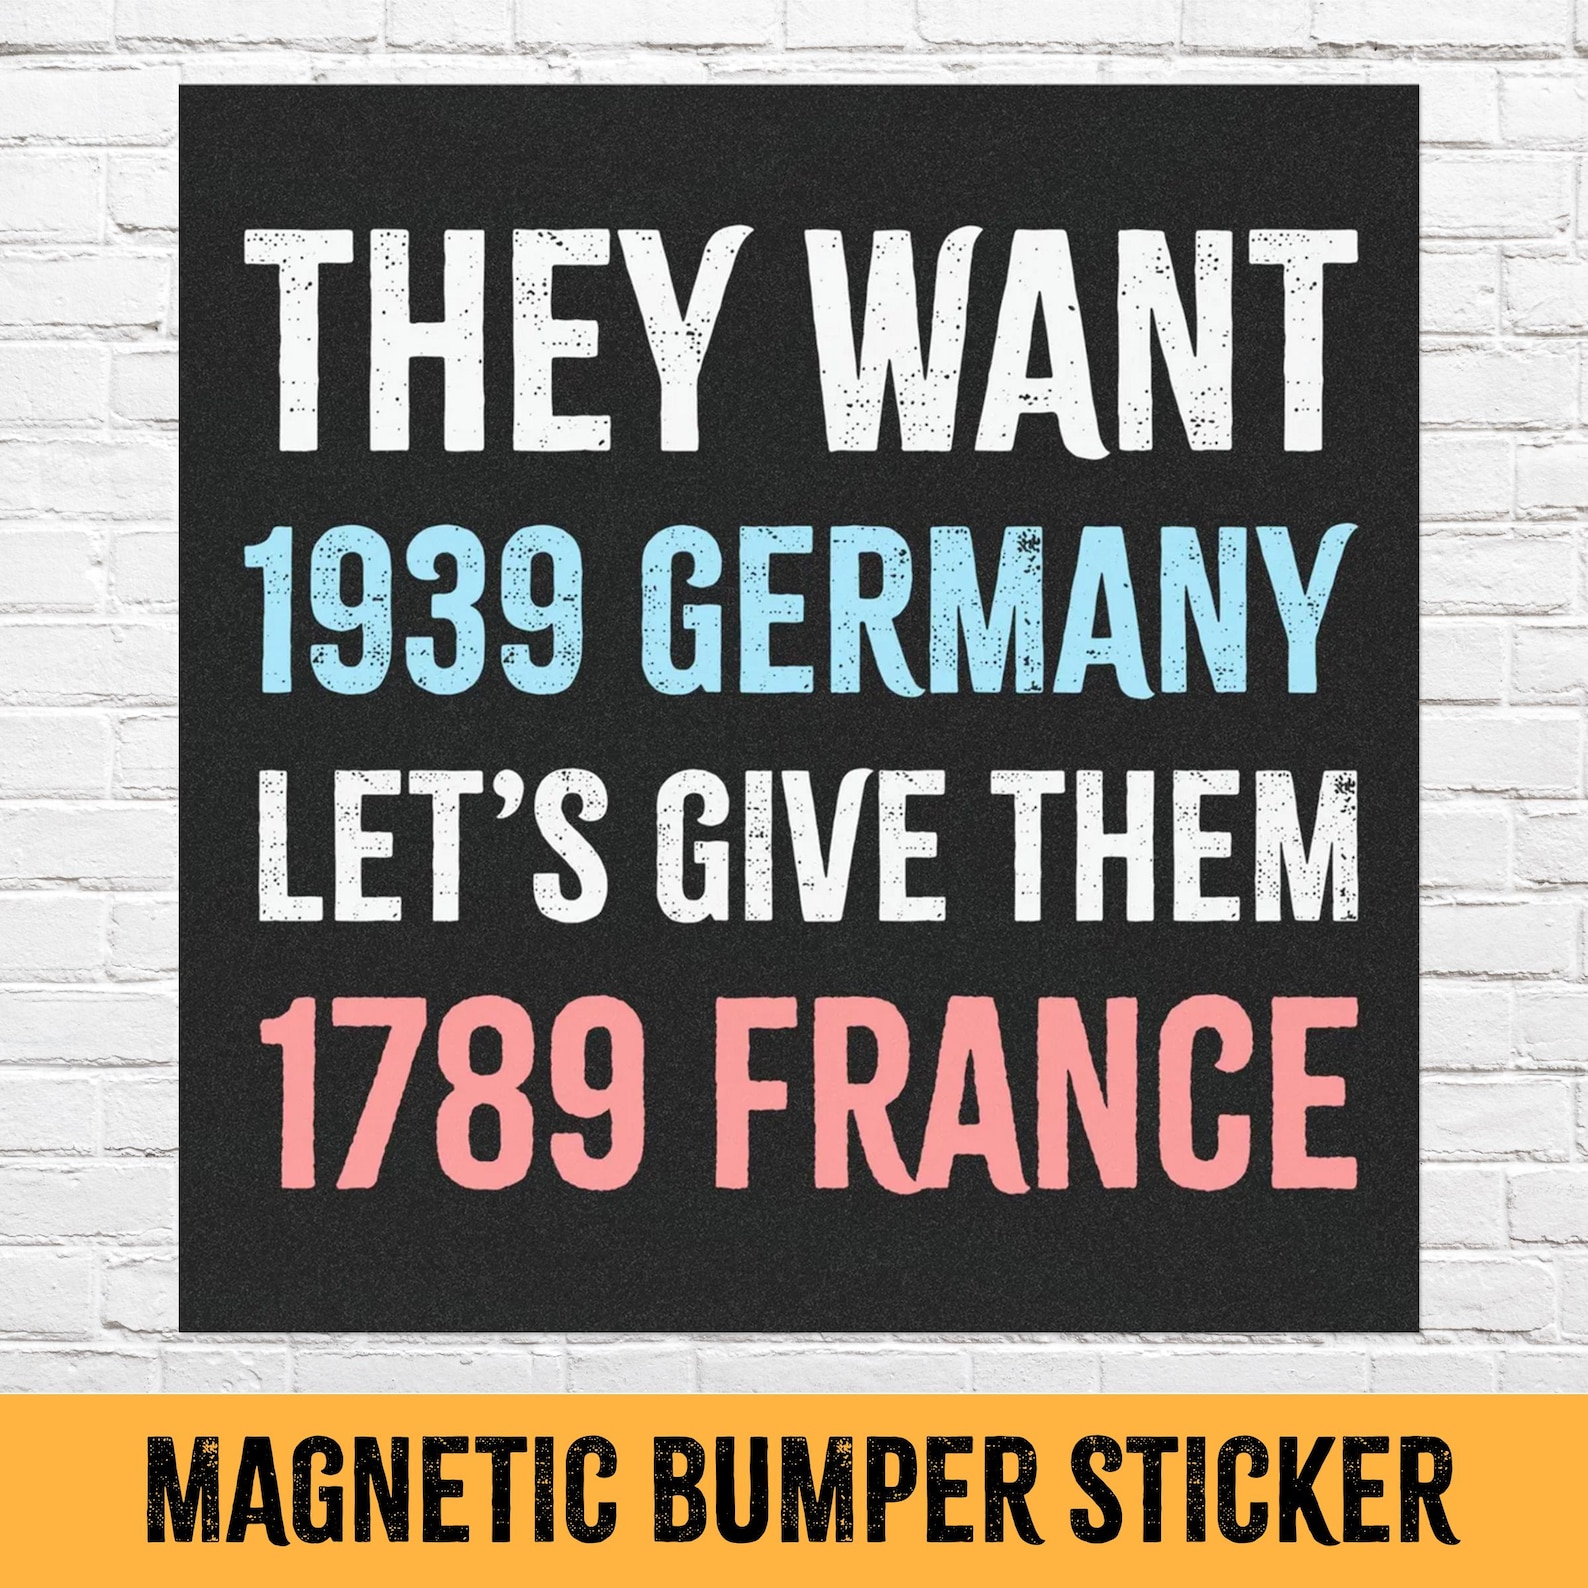 THEY WANT
1939 GERMANY
LET'S GIVE THEM
1789 FRANCE
MAGNETIC BUMPER STICKER